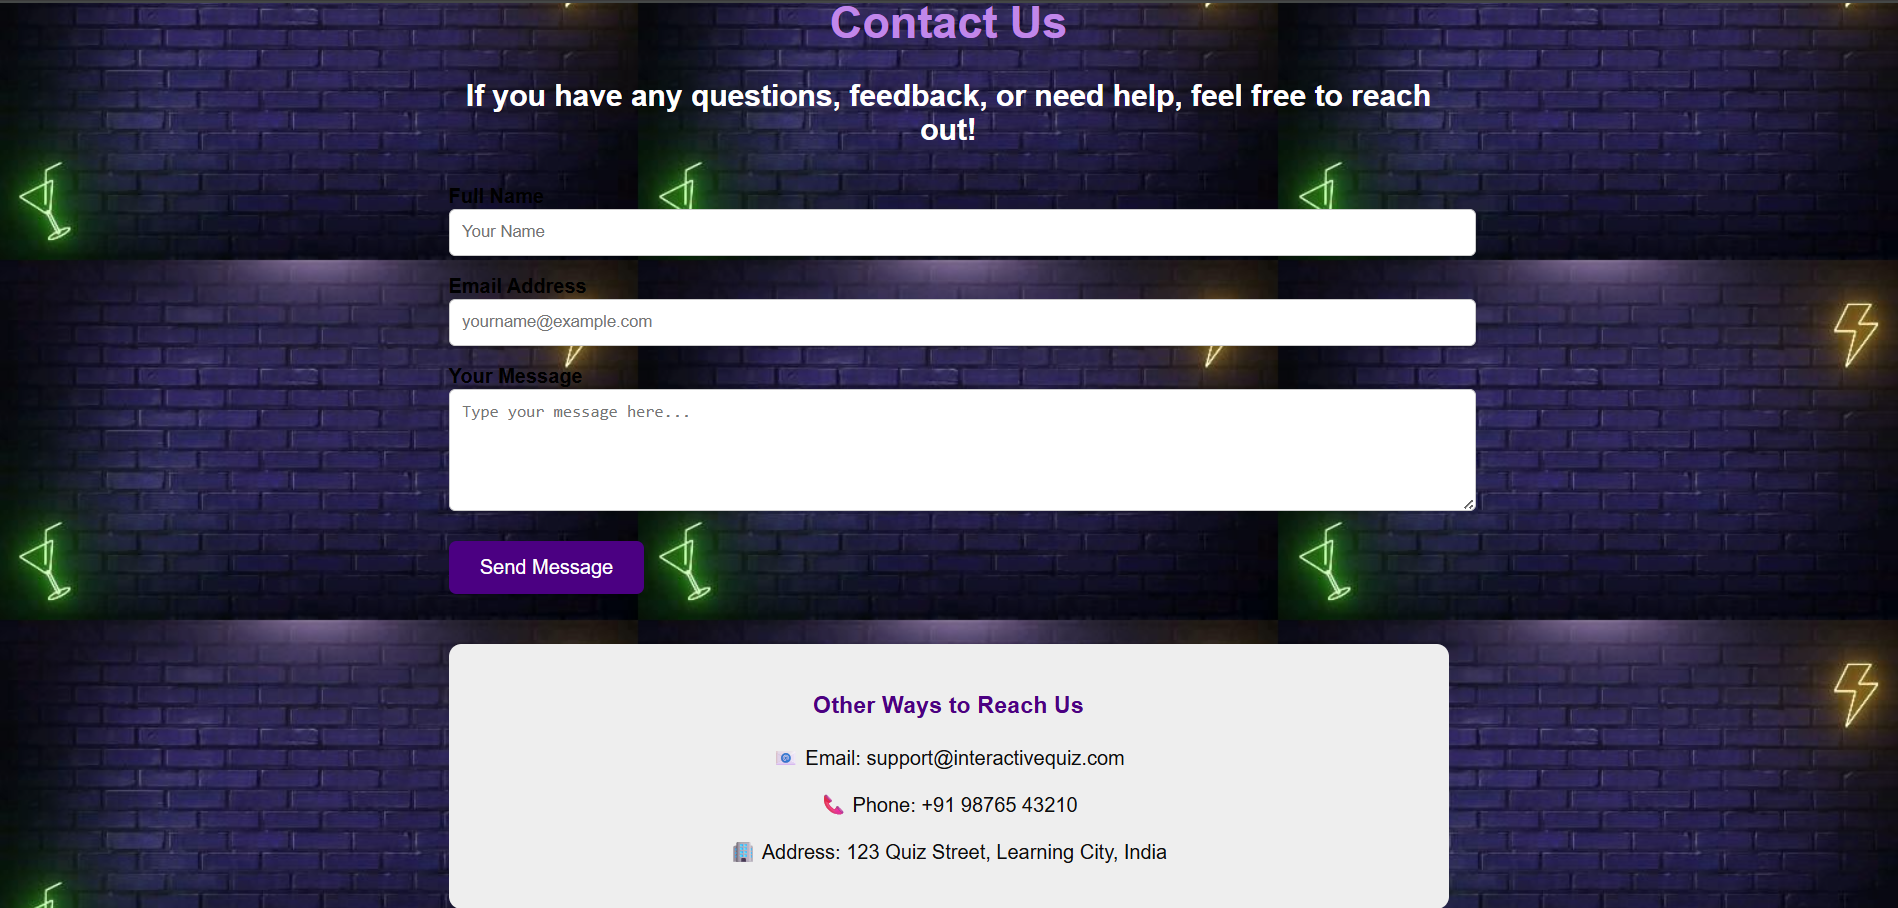 Contact Us
If you have any questions, feedback, or need help, feel free to reach
out!
Full Name
Your Name
Email Address
yourname@example.com
Your Message
Type your message here...
Send Message
Other Ways to Reach Us
📧 Email: support@interactivequiz.com
📞 Phone: +91 98765 43210
🏢 Address: 123 Quiz Street, Learning City, India